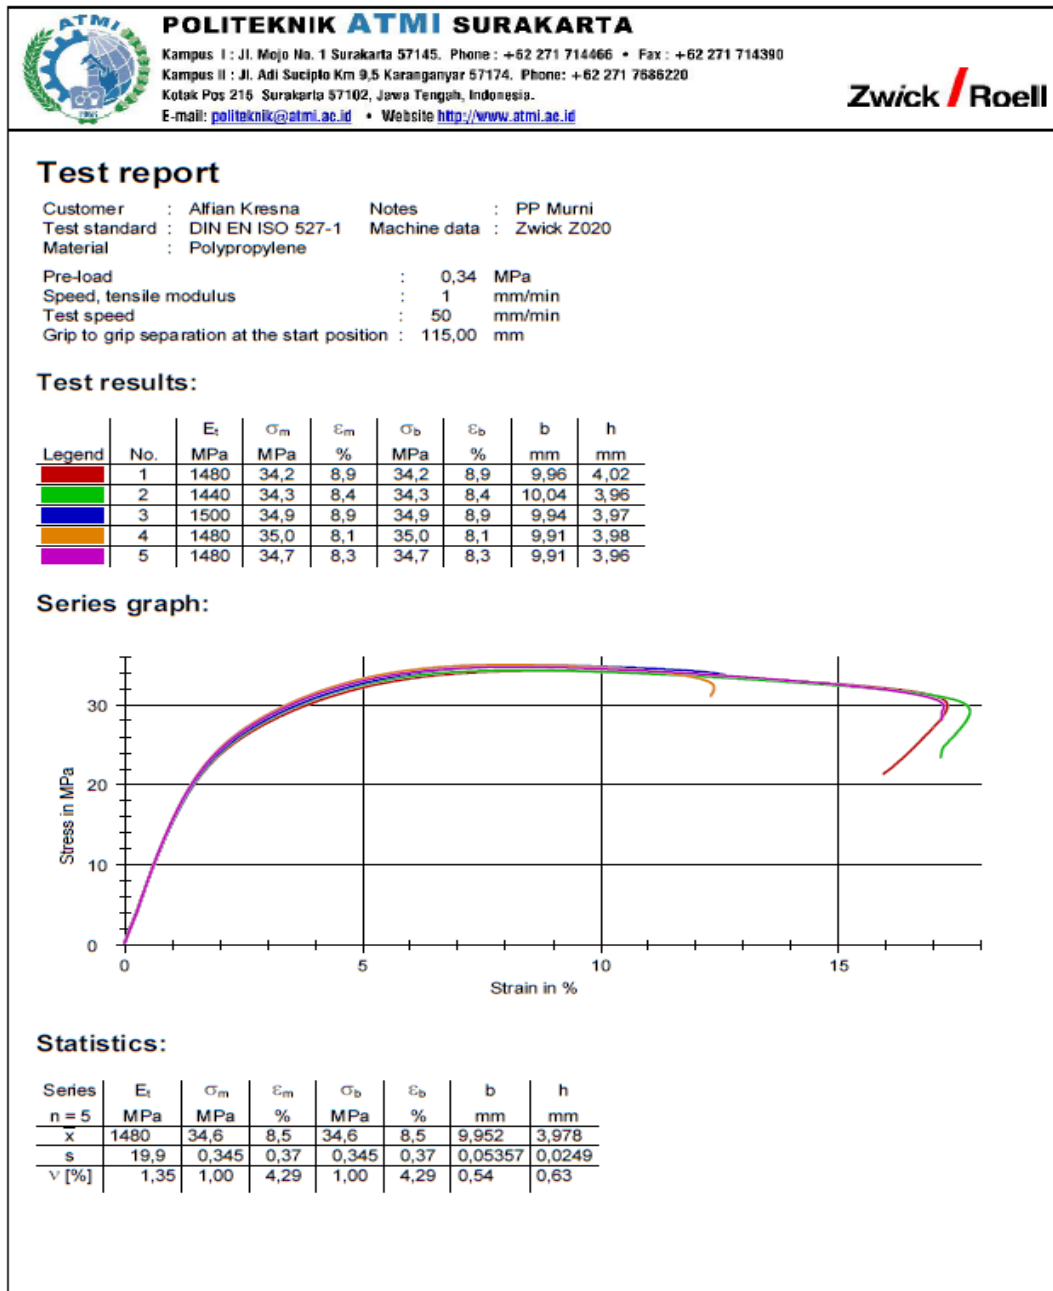 ATMI
POLITEKNIK ATMI SURAKARTA
Kampus I : Jl. Mojo No. 1 Surakarta 57145. Phone : +62 271 714466 • Fax : +62 271 714390
Kampus II : Jl. Adi Sucipto Km 9,5 Karanganyar 57174. Phone: +62 271 7686220
Kotak Pos 215 Surakarta 57102, Jawa Tengah, Indonesia.
E-mail: politeknik@atmi.ac.id • Website http://www.atmi.ac.id
Zwick / Roell
Test report
Customer : Alfian Kresna Notes : PP Murni
Test standard : DIN EN ISO 527-1 Machine data : Zwick Z020
Material : Polypropylene
Pre-load : 0,34 MPa
Speed, tensile modulus : 1 mm/min
Test speed : 50 mm/min
Grip to grip separation at the start position : 115,00 mm
Test results:
Et σm εm σb εb b h
Legend No. MPa MPa % MPa % mm mm
1 1480 34,2 8,9 34,2 8,9 9,96 4,02
2 1440 34,3 8,4 34,3 8,4 10,04 3,96
3 1500 34,9 8,9 34,9 8,9 9,94 3,97
4 1480 35,0 8,1 35,0 8,1 9,91 3,98
5 1480 34,7 8,3 34,7 8,3 9,91 3,96
Series graph:
30
20
10
0
Stress in MPa
0 5 10 15
Strain in %
Statistics:
Series Et σm εm σb εb b h
n = 5 MPa MPa % MPa % mm mm
x̄ 1480 34,6 8,5 34,6 8,5 9,952 3,978
s 19,9 0,345 0,37 0,345 0,37 0,05357 0,0249
ν [%] 1,35 1,00 4,29 1,00 4,29 0,54 0,63